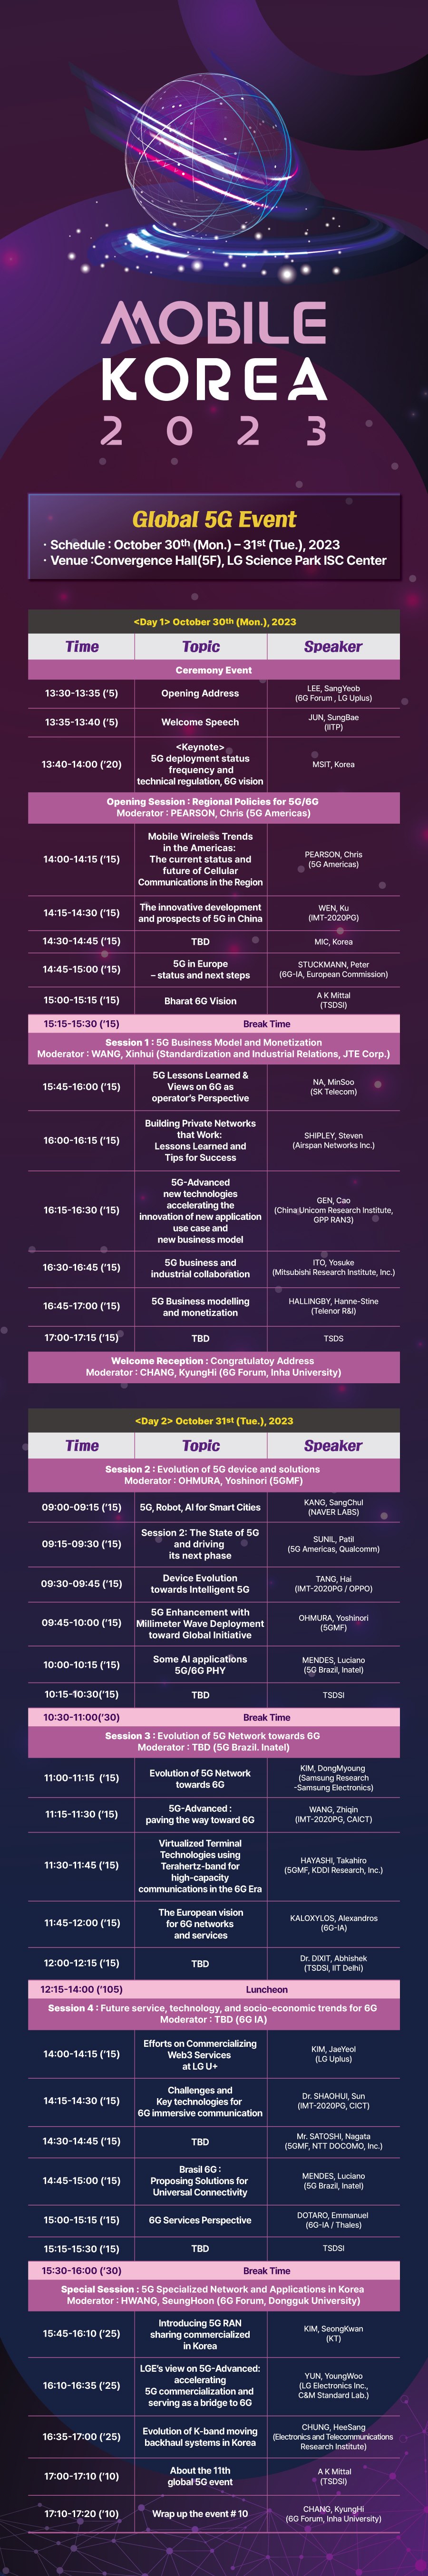 MOBILE
KOREA
2023
Global 5G Event
· Schedule : October 30th (Mon.) – 31st (Tue.), 2023
· Venue :Convergence Hall(5F), LG Science Park ISC Center
<Day 1> October 30th (Mon.), 2023
Time Topic Speaker
Ceremony Event
13:30-13:35 ('5) Opening Address LEE, SangYeob
(6G Forum , LG Uplus)
13:35-13:40 ('5) Welcome Speech JUN, SungBae
(IITP)
13:40-14:00 ('20) <Keynote>
5G deployment status
frequency and
technical regulation, 6G vision
MSIT, Korea
Opening Session : Regional Policies for 5G/6G
Moderator : PEARSON, Chris (5G Americas)
14:00-14:15 ('15) Mobile Wireless Trends
in the Americas:
The current status and
future of Cellular
Communications in the Region
PEARSON, Chris
(5G Americas)
14:15-14:30 ('15) The innovative development
and prospects of 5G in China
WEN, Ku
(IMT-2020PG)
14:30-14:45 ('15) TBD MIC, Korea
14:45-15:00 ('15) 5G in Europe
– status and next steps
STUCKMANN, Peter
(6G-IA, European Commission)
15:00-15:15 ('15) Bharat 6G Vision A K Mittal
(TSDSI)
15:15-15:30 ('15) Break Time
Session 1 : 5G Business Model and Monetization
Moderator : WANG, Xinhui (Standardization and Industrial Relations, JTE Corp.)
15:45-16:00 ('15) 5G Lessons Learned &
Views on 6G as
operator's Perspective
NA, MinSoo
(SK Telecom)
16:00-16:15 ('15) Building Private Networks
that Work:
Lessons Learned and
Tips for Success
SHIPLEY, Steven
(Airspan Networks Inc.)
16:15-16:30 ('15) 5G-Advanced
new technologies
accelerating the
innovation of new application
use case and
new business model
GEN, Cao
(China Unicom Research Institute,
GPP RAN3)
16:30-16:45 ('15) 5G business and
industrial collaboration
ITO, Yosuke
(Mitsubishi Research Institute, Inc.)
16:45-17:00 ('15) 5G Business modelling
and monetization
HALLINGBY, Hanne-Stine
(Telenor R&I)
17:00-17:15 ('15) TBD TSDS
Welcome Reception : Congratulatoy Address
Moderator : CHANG, KyungHi (6G Forum, Inha University)
<Day 2> October 31st (Tue.), 2023
Time Topic Speaker
Session 2 : Evolution of 5G device and solutions
Moderator : OHMURA, Yoshinori (5GMF)
09:00-09:15 ('15) 5G, Robot, AI for Smart Cities KANG, SangChul
(NAVER LABS)
09:15-09:30 ('15) Session 2: The State of 5G
and driving
its next phase
SUNIL, Patil
(5G Americas, Qualcomm)
09:30-09:45 ('15) Device Evolution
towards Intelligent 5G
TANG, Hai
(IMT-2020PG / OPPO)
09:45-10:00 ('15) 5G Enhancement with
Millimeter Wave Deployment
toward Global Initiative
OHMURA, Yoshinori
(5GMF)
10:00-10:15 ('15) Some AI applications
5G/6G PHY
MENDES, Luciano
(5G Brazil, Inatel)
10:15-10:30('15) TBD TSDSI
10:30-11:00('30) Break Time
Session 3 : Evolution of 5G Network towards 6G
Moderator : TBD (5G Brazil. Inatel)
11:00-11:15 ('15) Evolution of 5G Network
towards 6G
KIM, DongMyoung
(Samsung Research
-Samsung Electronics)
11:15-11:30 ('15) 5G-Advanced :
paving the way toward 6G
WANG, Zhiqin
(IMT-2020PG, CAICT)
11:30-11:45 ('15) Virtualized Terminal
Technologies using
Terahertz-band for
high-capacity
communications in the 6G Era
HAYASHI, Takahiro
(5GMF, KDDI Research, Inc.)
11:45-12:00 ('15) The European vision
for 6G networks
and services
KALOXYLOS, Alexandros
(6G-IA)
12:00-12:15 ('15) TBD Dr. DIXIT, Abhishek
(TSDSI, IIT Delhi)
12:15-14:00 ('105) Luncheon
Session 4 : Future service, technology, and socio-economic trends for 6G
Moderator : TBD (6G IA)
14:00-14:15 ('15) Efforts on Commercializing
Web3 Services
at LG U+
KIM, JaeYeol
(LG Uplus)
14:15-14:30 ('15) Challenges and
Key technologies for
6G immersive communication
Dr. SHAOHUI, Sun
(IMT-2020PG, CICT)
14:30-14:45 ('15) TBD Mr. SATOSHI, Nagata
(5GMF, NTT DOCOMO, Inc.)
14:45-15:00 ('15) Brasil 6G :
Proposing Solutions for
Universal Connectivity
MENDES, Luciano
(5G Brazil, Inatel)
15:00-15:15 ('15) 6G Services Perspective DOTARO, Emmanuel
(6G-IA / Thales)
15:15-15:30 ('15) TBD TSDSI
15:30-16:00 ('30) Break Time
Special Session : 5G Specialized Network and Applications in Korea
Moderator : HWANG, SeungHoon (6G Forum, Dongguk University)
15:45-16:10 ('25) Introducing 5G RAN
sharing commercialized
in Korea
KIM, SeongKwan
(KT)
16:10-16:35 ('25) LGE's view on 5G-Advanced:
accelerating
5G commercialization and
serving as a bridge to 6G
YUN, YoungWoo
(LG Electronics Inc.,
C&M Standard Lab.)
16:35-17:00 ('25) Evolution of K-band moving
backhaul systems in Korea
CHUNG, HeeSang
(Electronics and Telecommunications
Research Institute)
17:00-17:10 ('10) About the 11th
global 5G event
A K Mittal
(TSDSI)
17:10-17:20 ('10) Wrap up the event # 10 CHANG, KyungHi
(6G Forum, Inha University)